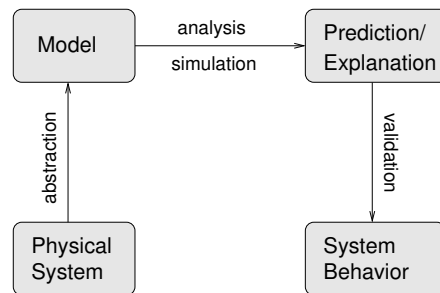 Model
analysis
simulation
Prediction/
Explanation
abstraction
validation
Physical
System
System
Behavior